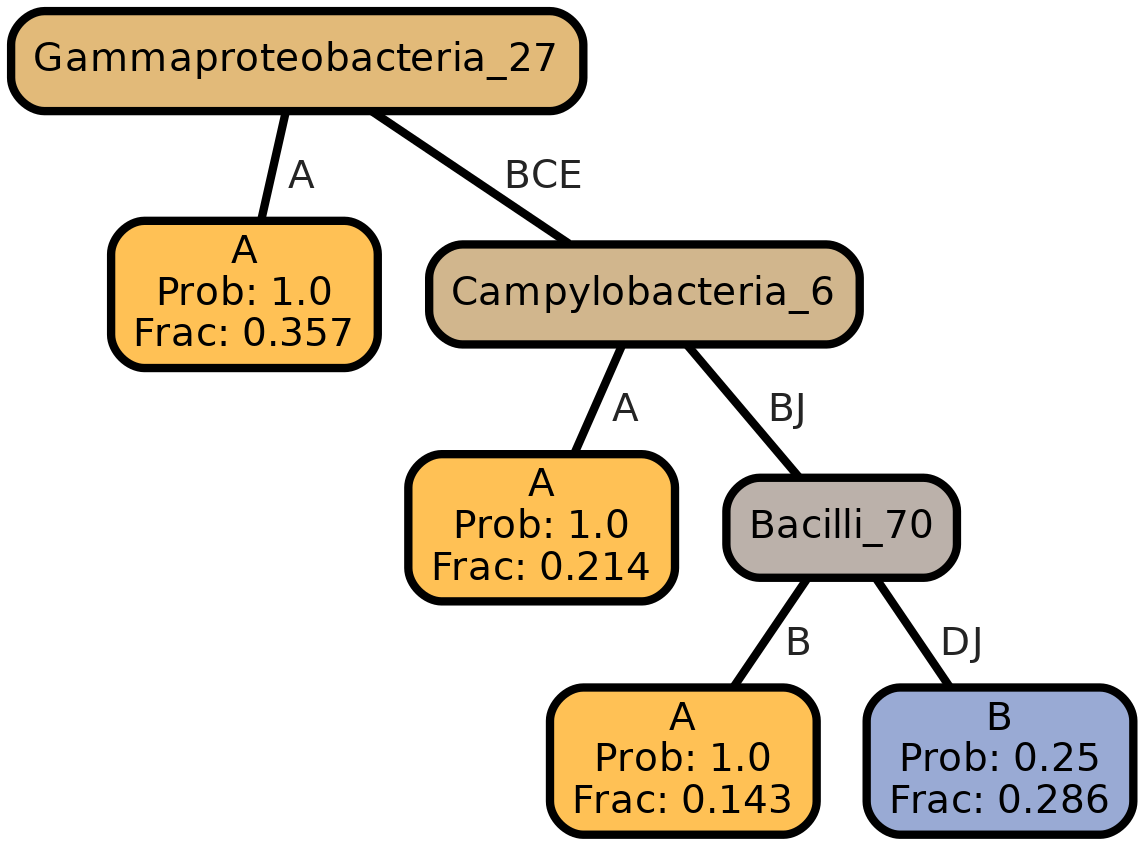 Gammaproteobacteria_27
A
BCE
A
Prob: 1.0
Frac: 0.357
Campylobacteria_6
A
BJ
A
Prob: 1.0
Frac: 0.214
Bacilli_70
B
DJ
A
Prob: 1.0
Frac: 0.143
B
Prob: 0.25
Frac: 0.286